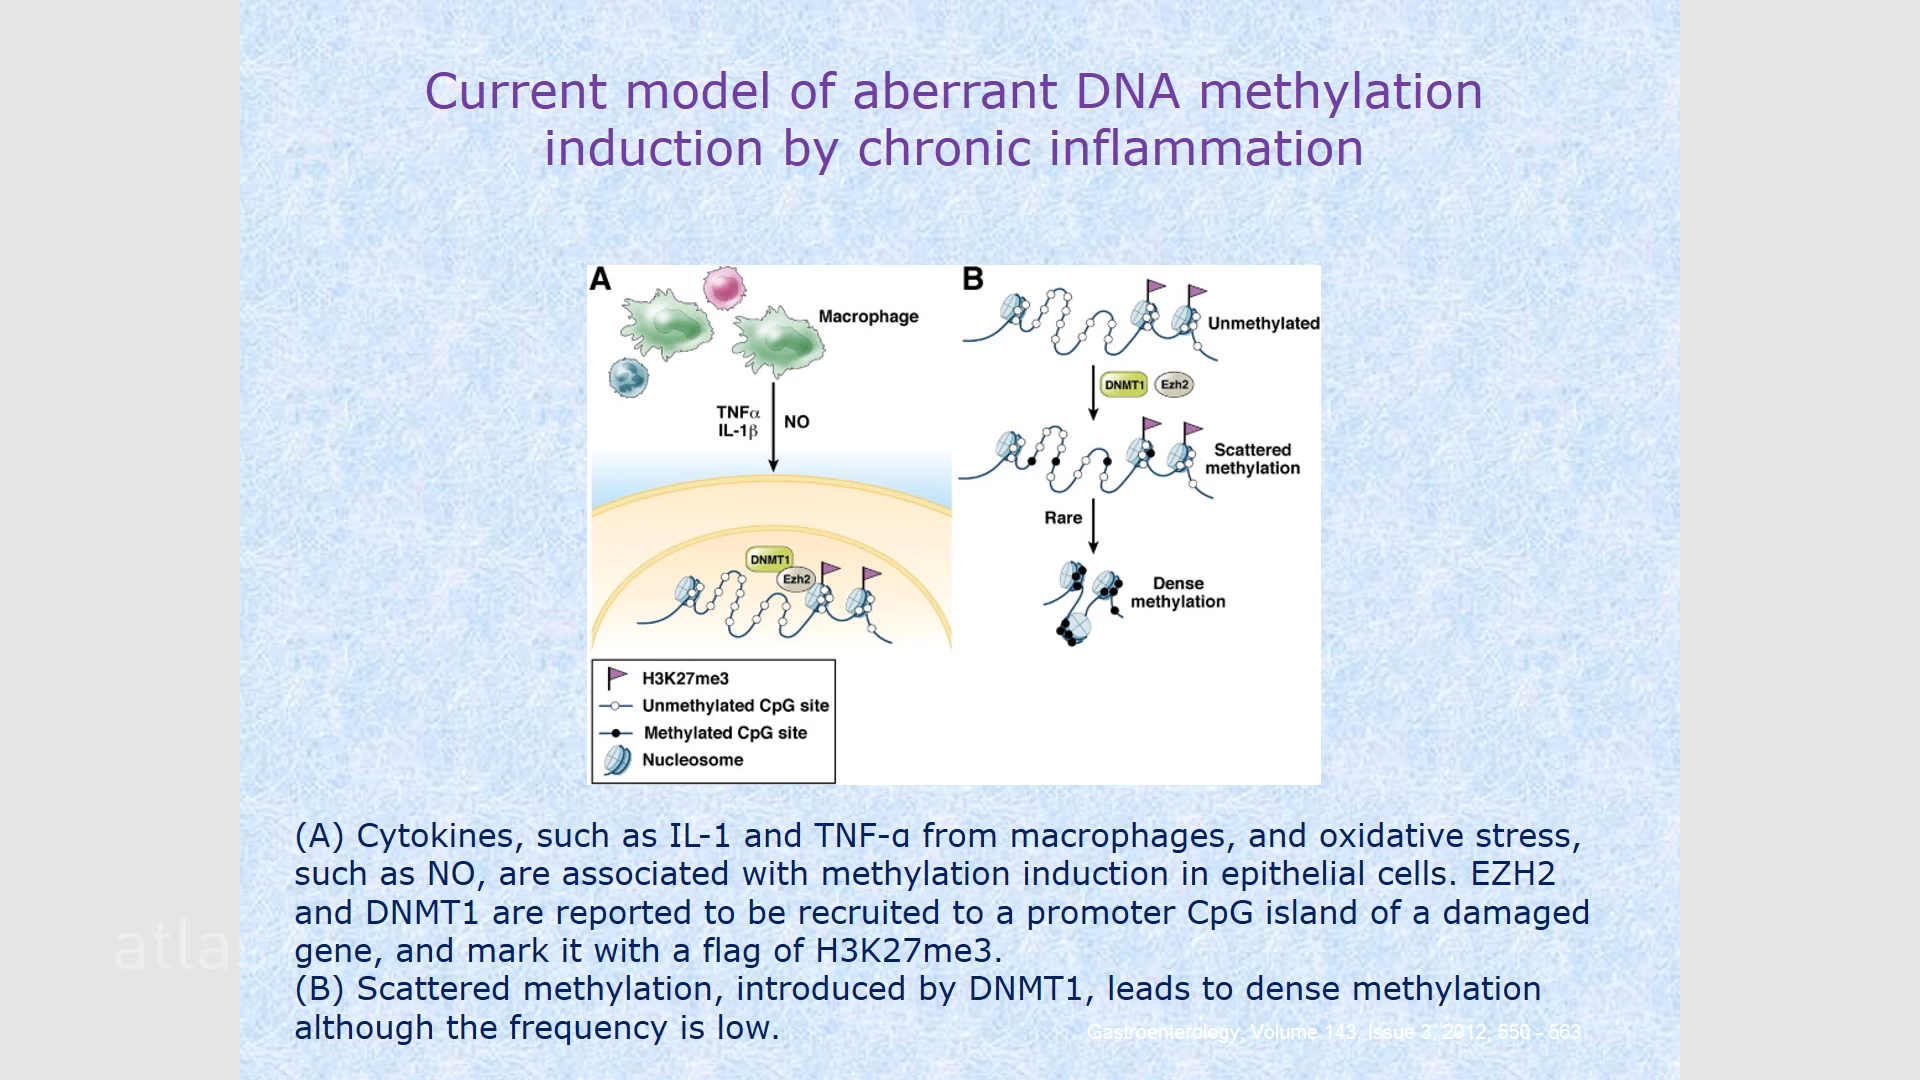 Current model of aberrant DNA methylation
induction by chronic inflammation
A
Macrophage
TNFα
IL-1β
NO
DNMT1
Ezh2
H3K27me3
Unmethylated CpG site
Methylated CpG site
Nucleosome
B
Unmethylated
DNMT1
Ezh2
Scattered
methylation
Rare
Dense
methylation
(A) Cytokines, such as IL-1 and TNF-α from macrophages, and oxidative stress,
such as NO, are associated with methylation induction in epithelial cells. EZH2
and DNMT1 are reported to be recruited to a promoter CpG island of a damaged
gene, and mark it with a flag of H3K27me3.
(B) Scattered methylation, introduced by DNMT1, leads to dense methylation
although the frequency is low.
Gastroenterology, Volume 143, Issue 3, 2012, 550 - 563
atla